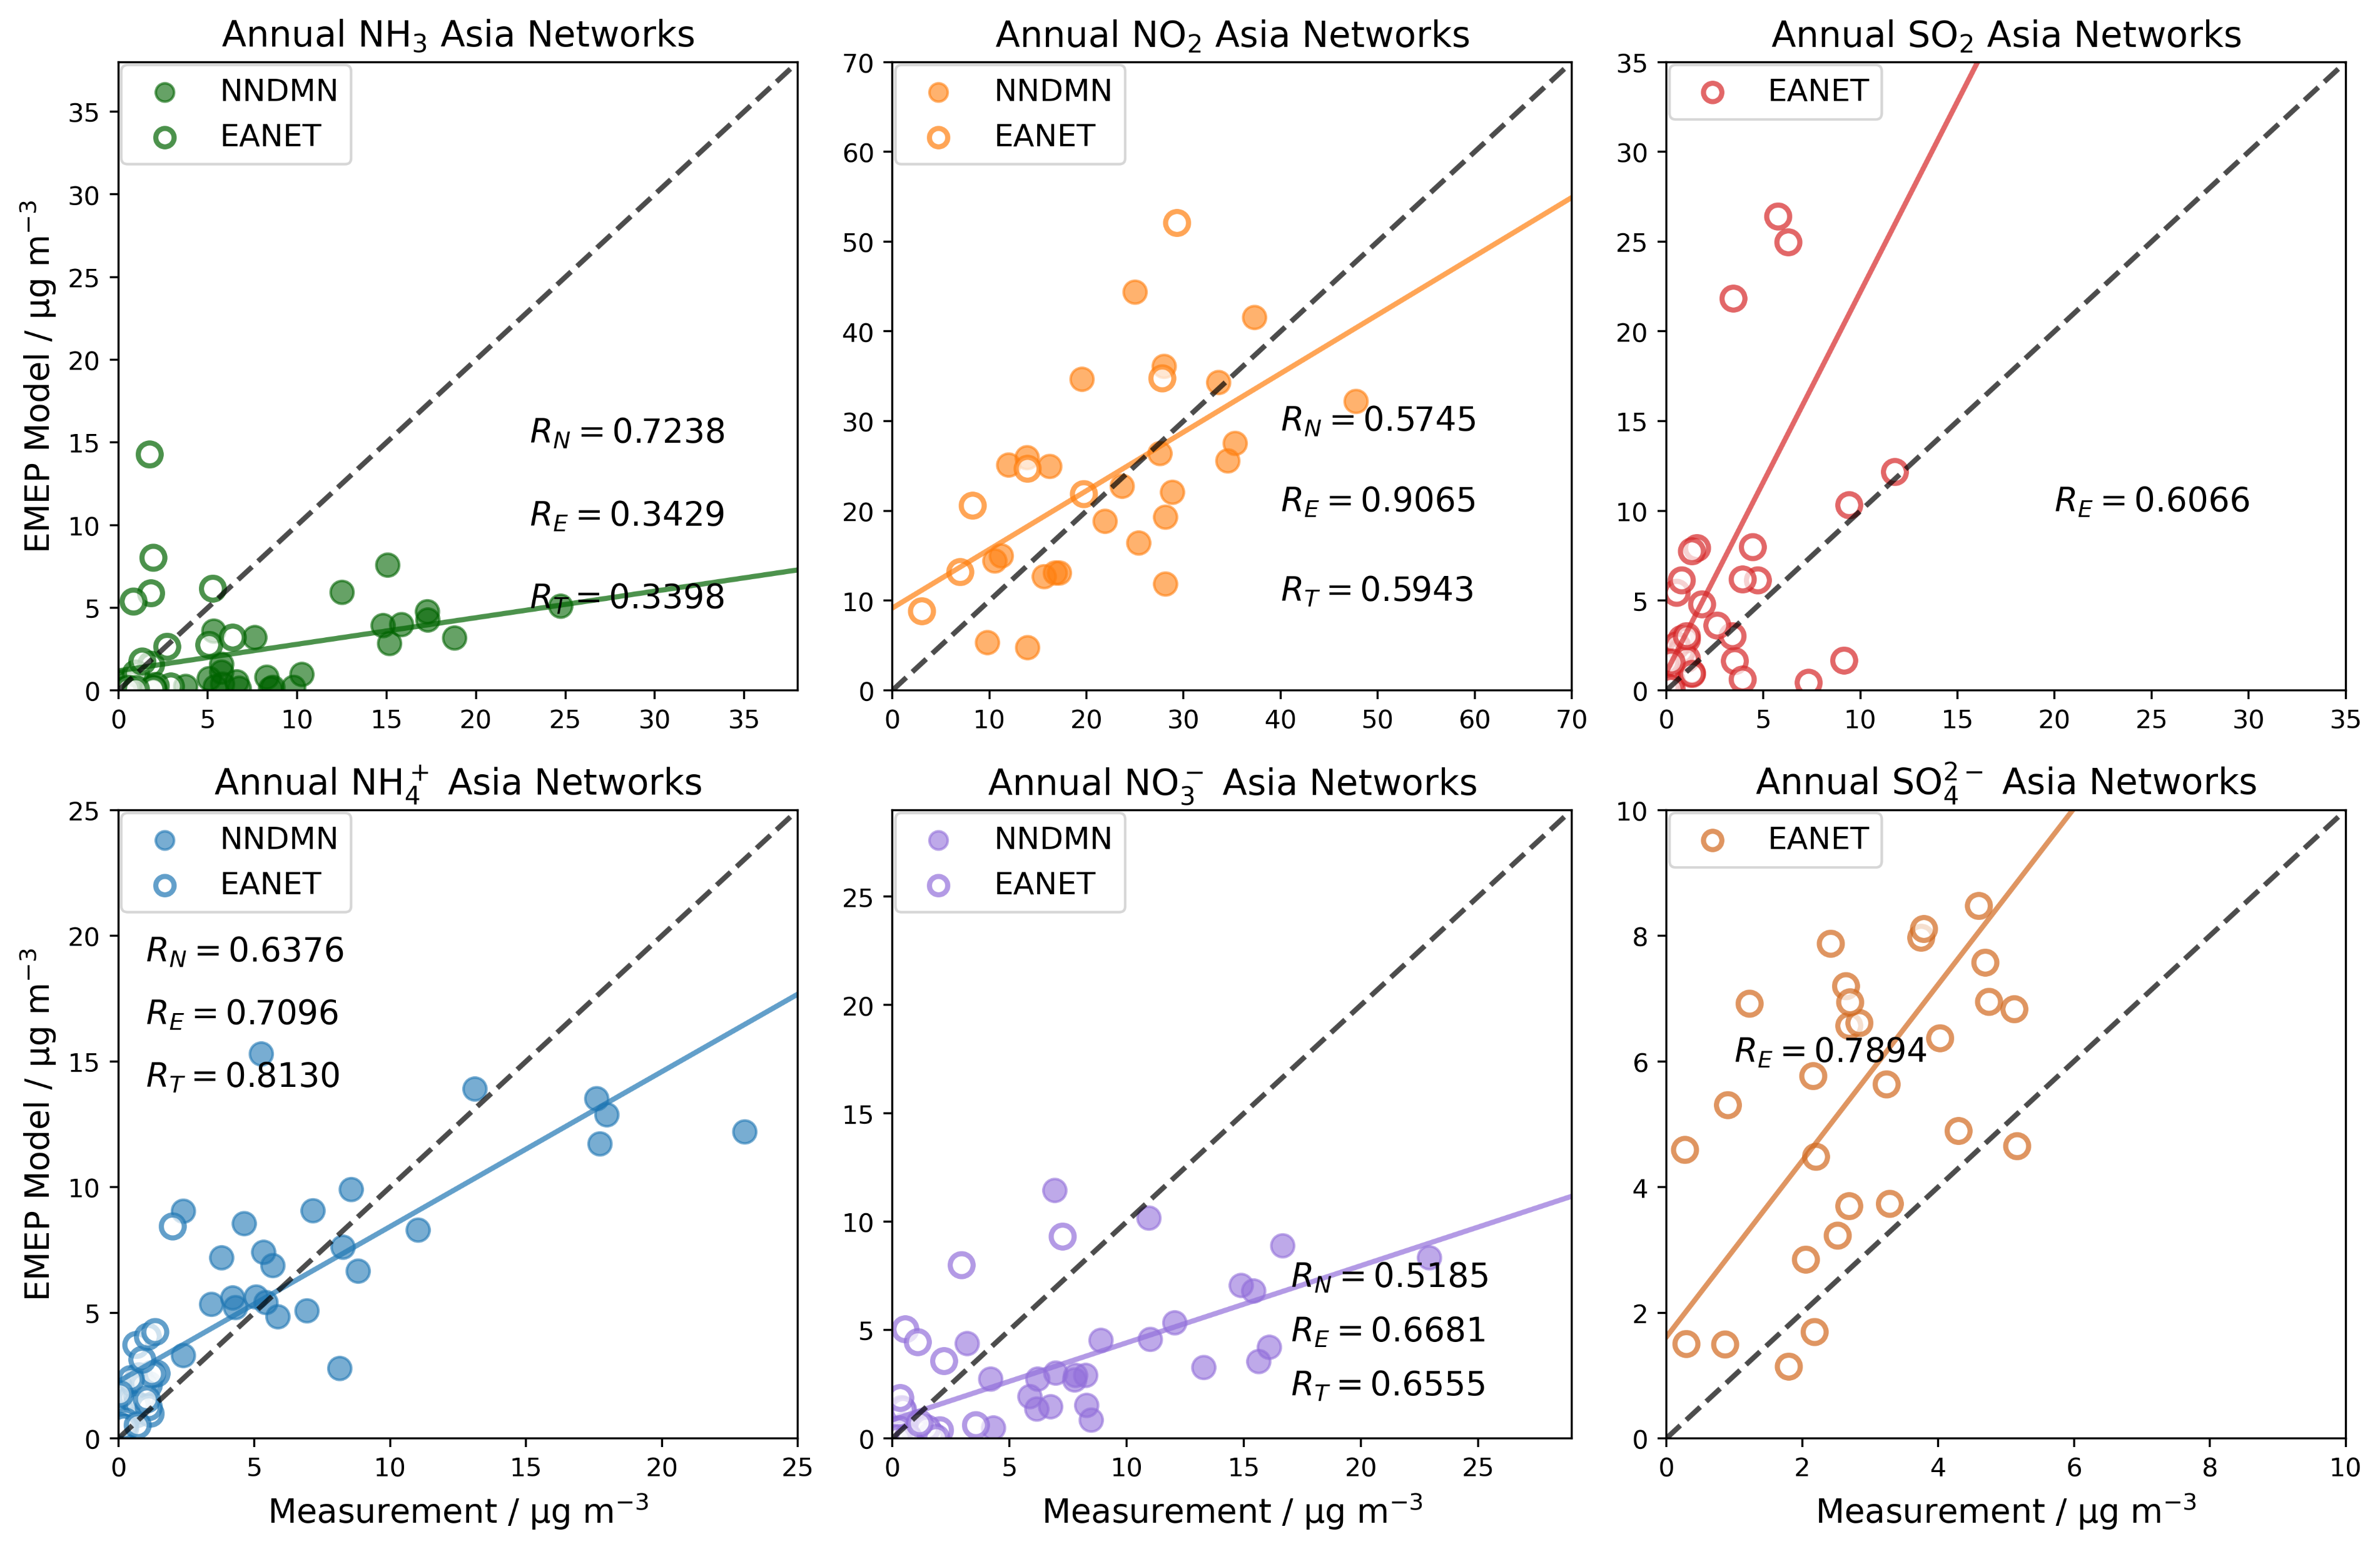 Annual NH₃ Asia Networks
NNDMN
EANET
R_N = 0.7238
R_E = 0.3429
R_T = 0.3398
EMEP Model / µg m⁻³
35
30
25
20
15
10
5
0
0 5 10 15 20 25 30 35
Annual NO₂ Asia Networks
NNDMN
EANET
R_N = 0.5745
R_E = 0.9065
R_T = 0.5943
70
60
50
40
30
20
10
0
0 10 20 30 40 50 60 70
Annual SO₂ Asia Networks
EANET
R_E = 0.6066
35
30
25
20
15
10
5
0
0 5 10 15 20 25 30 35
Annual NH₄⁺ Asia Networks
NNDMN
EANET
R_N = 0.6376
R_E = 0.7096
R_T = 0.8130
EMEP Model / µg m⁻³
25
20
15
10
5
0
0 5 10 15 20 25
Measurement / µg m⁻³
Annual NO₃⁻ Asia Networks
NNDMN
EANET
R_N = 0.5185
R_E = 0.6681
R_T = 0.6555
25
20
15
10
5
0
0 5 10 15 20 25
Measurement / µg m⁻³
Annual SO₄²⁻ Asia Networks
EANET
R_E = 0.7894
10
8
6
4
2
0
0 2 4 6 8 10
Measurement / µg m⁻³